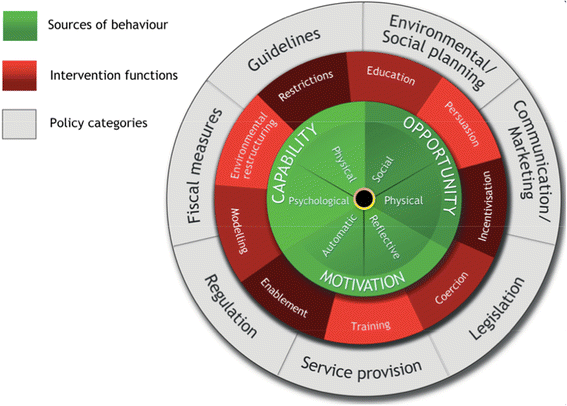 Sources of behaviour
Intervention functions
Policy categories
Guidelines
Environmental/
Social planning
Communication/
Marketing
Legislation
Service provision
Regulation
Fiscal measures
Restrictions
Education
Persuasion
Incentivisation
Coercion
Training
Enablement
Modelling
Environmental
restructuring
CAPABILITY
OPPORTUNITY
MOTIVATION
Physical
Social
Psychological
Physical
Automatic
Reflective